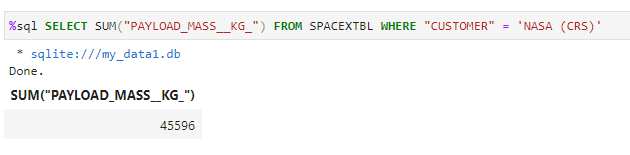 %sql SELECT SUM("PAYLOAD_MASS__KG_") FROM SPACEXTBL WHERE "CUSTOMER" = 'NASA (CRS)'
* sqlite:///my_data1.db
Done.
SUM("PAYLOAD_MASS__KG_")
45596